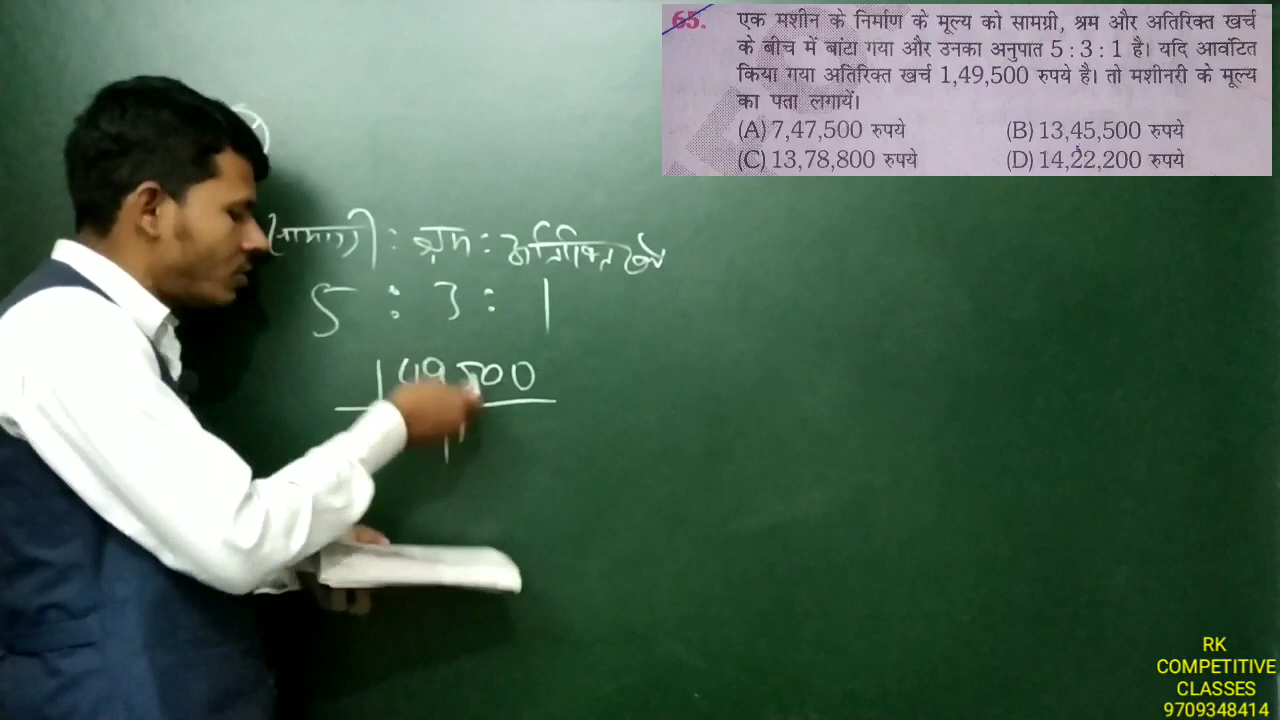 65. एक मशीन के निर्माण के मूल्य को सामग्री, श्रम और अतिरिक्त खर्च
के बीच में बांटा गया और उनका अनुपात 5 : 3 : 1 है। यदि आवंटित
किया गया अतिरिक्त खर्च 1,49,500 रुपये है। तो मशीनरी के मूल्य
का पता लगायें।
(A) 7,47,500 रुपये (B) 13,45,500 रुपये
(C) 13,78,800 रुपये (D) 14,22,200 रुपये
: श्रम : अतिरिक्त
5 : 3 : 1
149500
RK
COMPETITIVE
CLASSES
9709348414